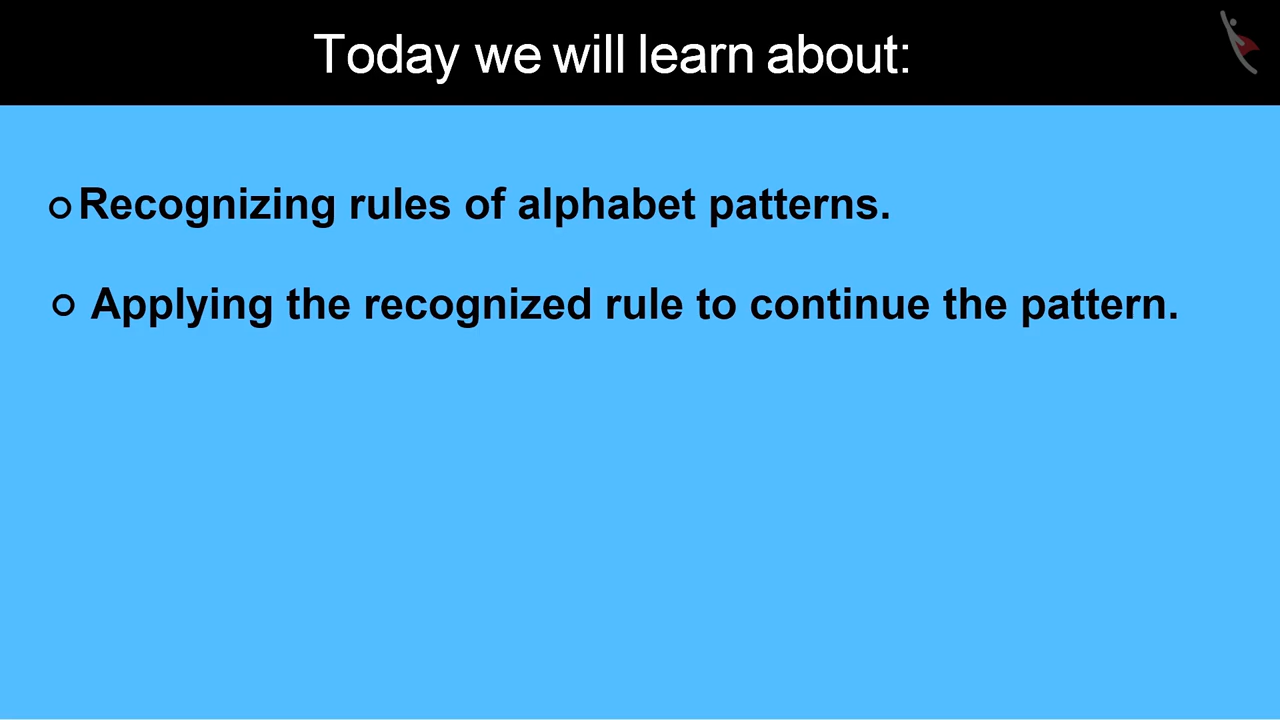 Today we will learn about:
Recognizing rules of alphabet patterns.
Applying the recognized rule to continue the pattern.